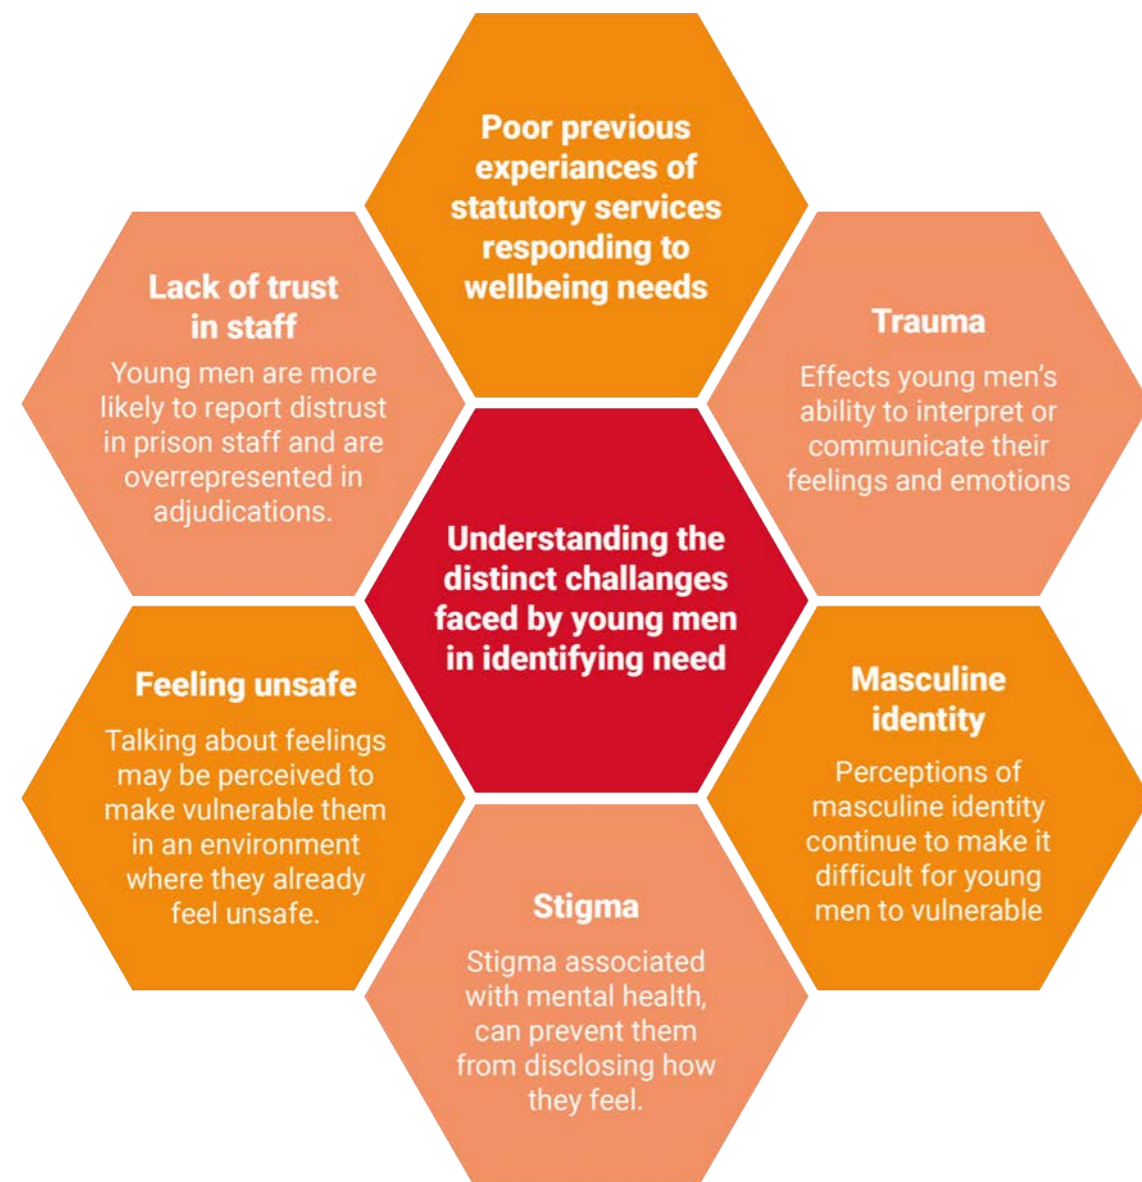 Poor previous
experiances of
statutory services
responding to
wellbeing needs
Lack of trust
in staff
Young men are more
likely to report distrust
in prison staff and are
overrepresented in
adjudications.
Trauma
Effects young men's
ability to interpret or
communicate their
feelings and emotions
Understanding the
distinct challanges
faced by young men
in identifying need
Feeling unsafe
Talking about feelings
may be perceived to
make vulnerable them
in an environment
where they already
feel unsafe.
Masculine
identity
Perceptions of
masculine identity
continue to make it
difficult for young
men to vulnerable
Stigma
Stigma associated
with mental health,
can prevent them
from disclosing how
they feel.